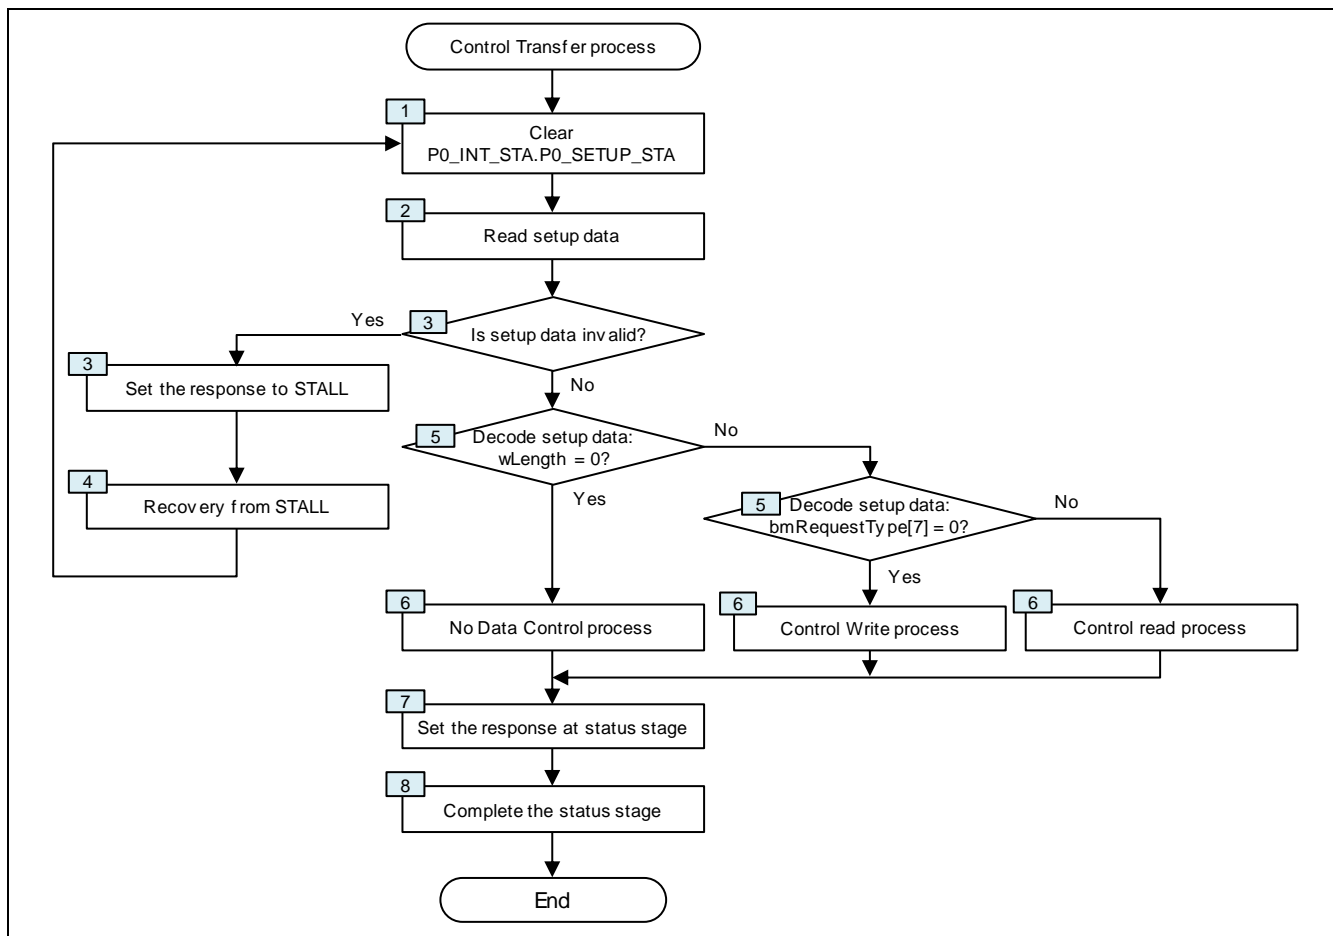 Control Transfer process
1
Clear
P0_INT_STA.P0_SETUP_STA
2
Read setup data
3
Is setup data invalid?
Yes
No
3
Set the response to STALL
4
Recovery from STALL
5
Decode setup data:
wLength = 0?
No
Yes
5
Decode setup data:
bmRequestType[7] = 0?
No
Yes
6
No Data Control process
6
Control Write process
6
Control read process
7
Set the response at status stage
8
Complete the status stage
End